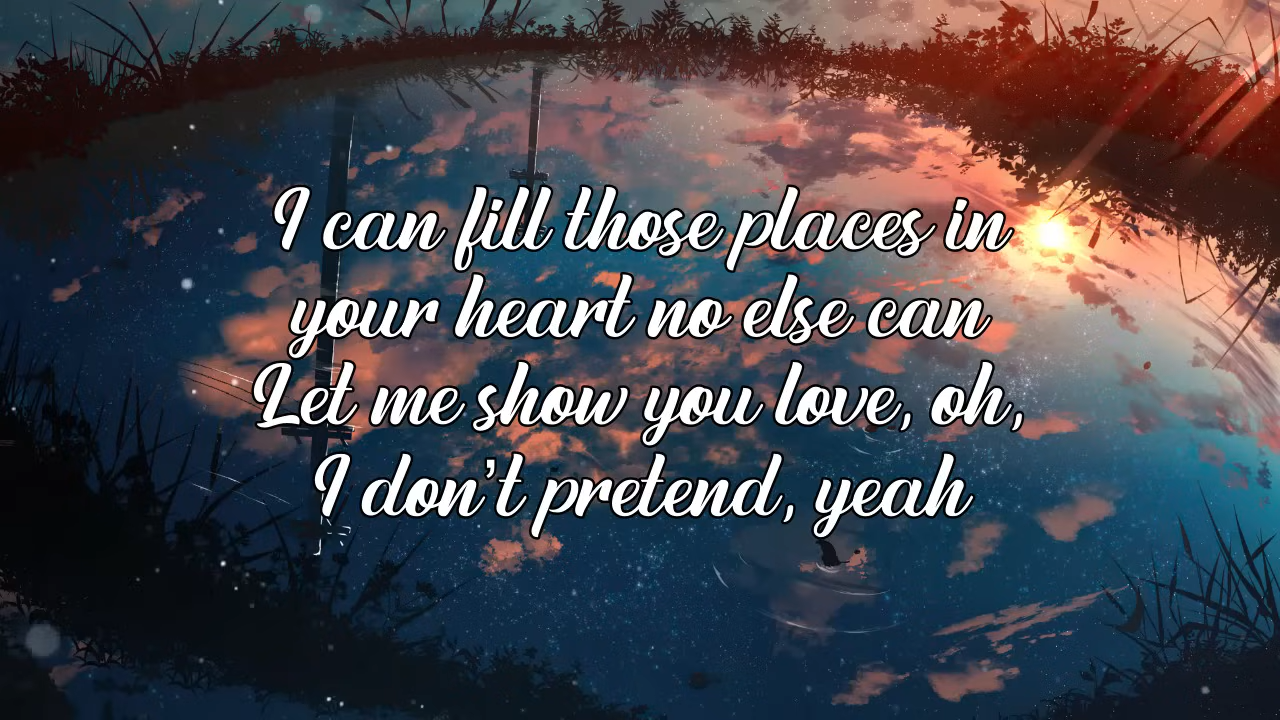 I can fill those places in
your heart no else can
Let me show you love, oh,
I don't pretend, yeah